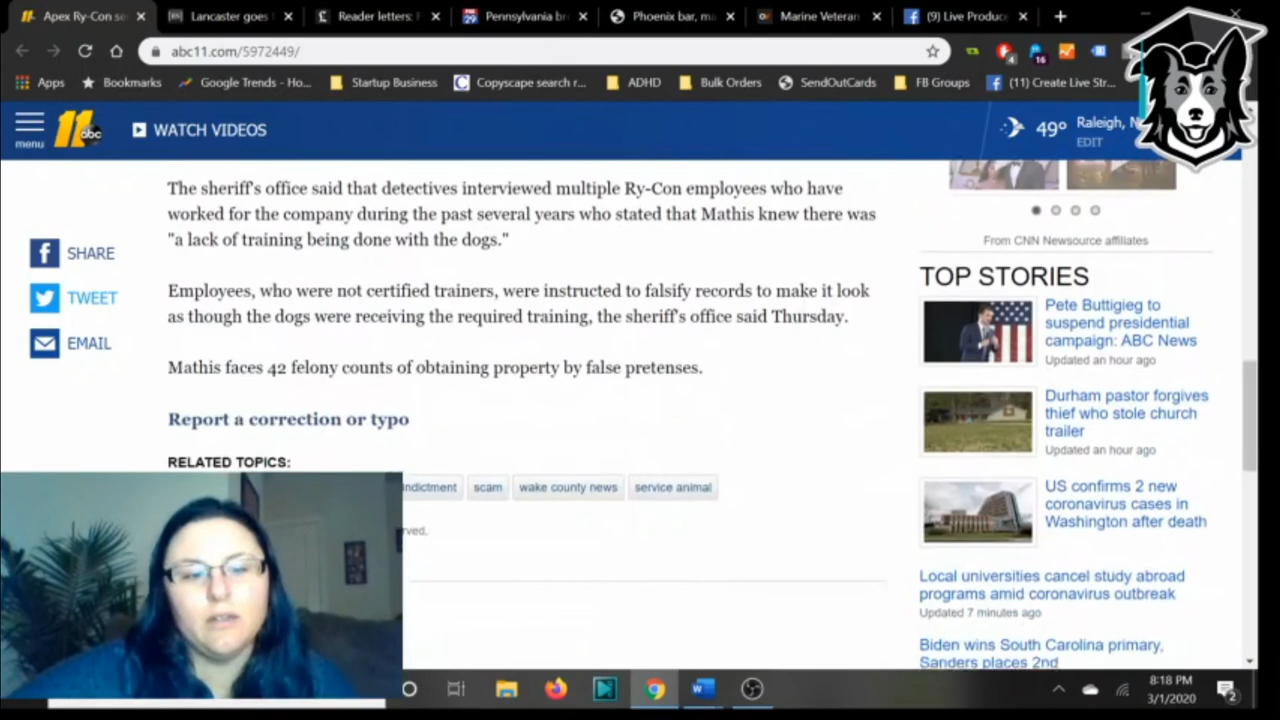 Apex Ry-Con se
Lancaster goes
Reader letters: F
Pennsylvania br
Phoenix bar, ma
Marine Veteran
(9) Live Produc
abc11.com/5972449/
4
16
Apps
Bookmarks
Google Trends - Ho...
Startup Business
Copyscape search r...
ADHD
Bulk Orders
SendOutCards
FB Groups
(11) Create Live Str...
menu
11 abc
WATCH VIDEOS
49°
Raleigh, N
EDIT
The sheriff's office said that detectives interviewed multiple Ry-Con employees who have
worked for the company during the past several years who stated that Mathis knew there was
"a lack of training being done with the dogs."
SHARE
TWEET
EMAIL
Employees, who were not certified trainers, were instructed to falsify records to make it look
as though the dogs were receiving the required training, the sheriff's office said Thursday.
Mathis faces 42 felony counts of obtaining property by false pretenses.
Report a correction or typo
RELATED TOPICS:
indictment
scam
wake county news
service animal
rved.
From CNN Newsource affiliates
TOP STORIES
Pete Buttigieg to
suspend presidential
campaign: ABC News
Updated an hour ago
Durham pastor forgives
thief who stole church
trailer
Updated an hour ago
US confirms 2 new
coronavirus cases in
Washington after death
Local universities cancel study abroad
programs amid coronavirus outbreak
Updated 7 minutes ago
Biden wins South Carolina primary,
Sanders places 2nd
8:18 PM
3/1/2020
2